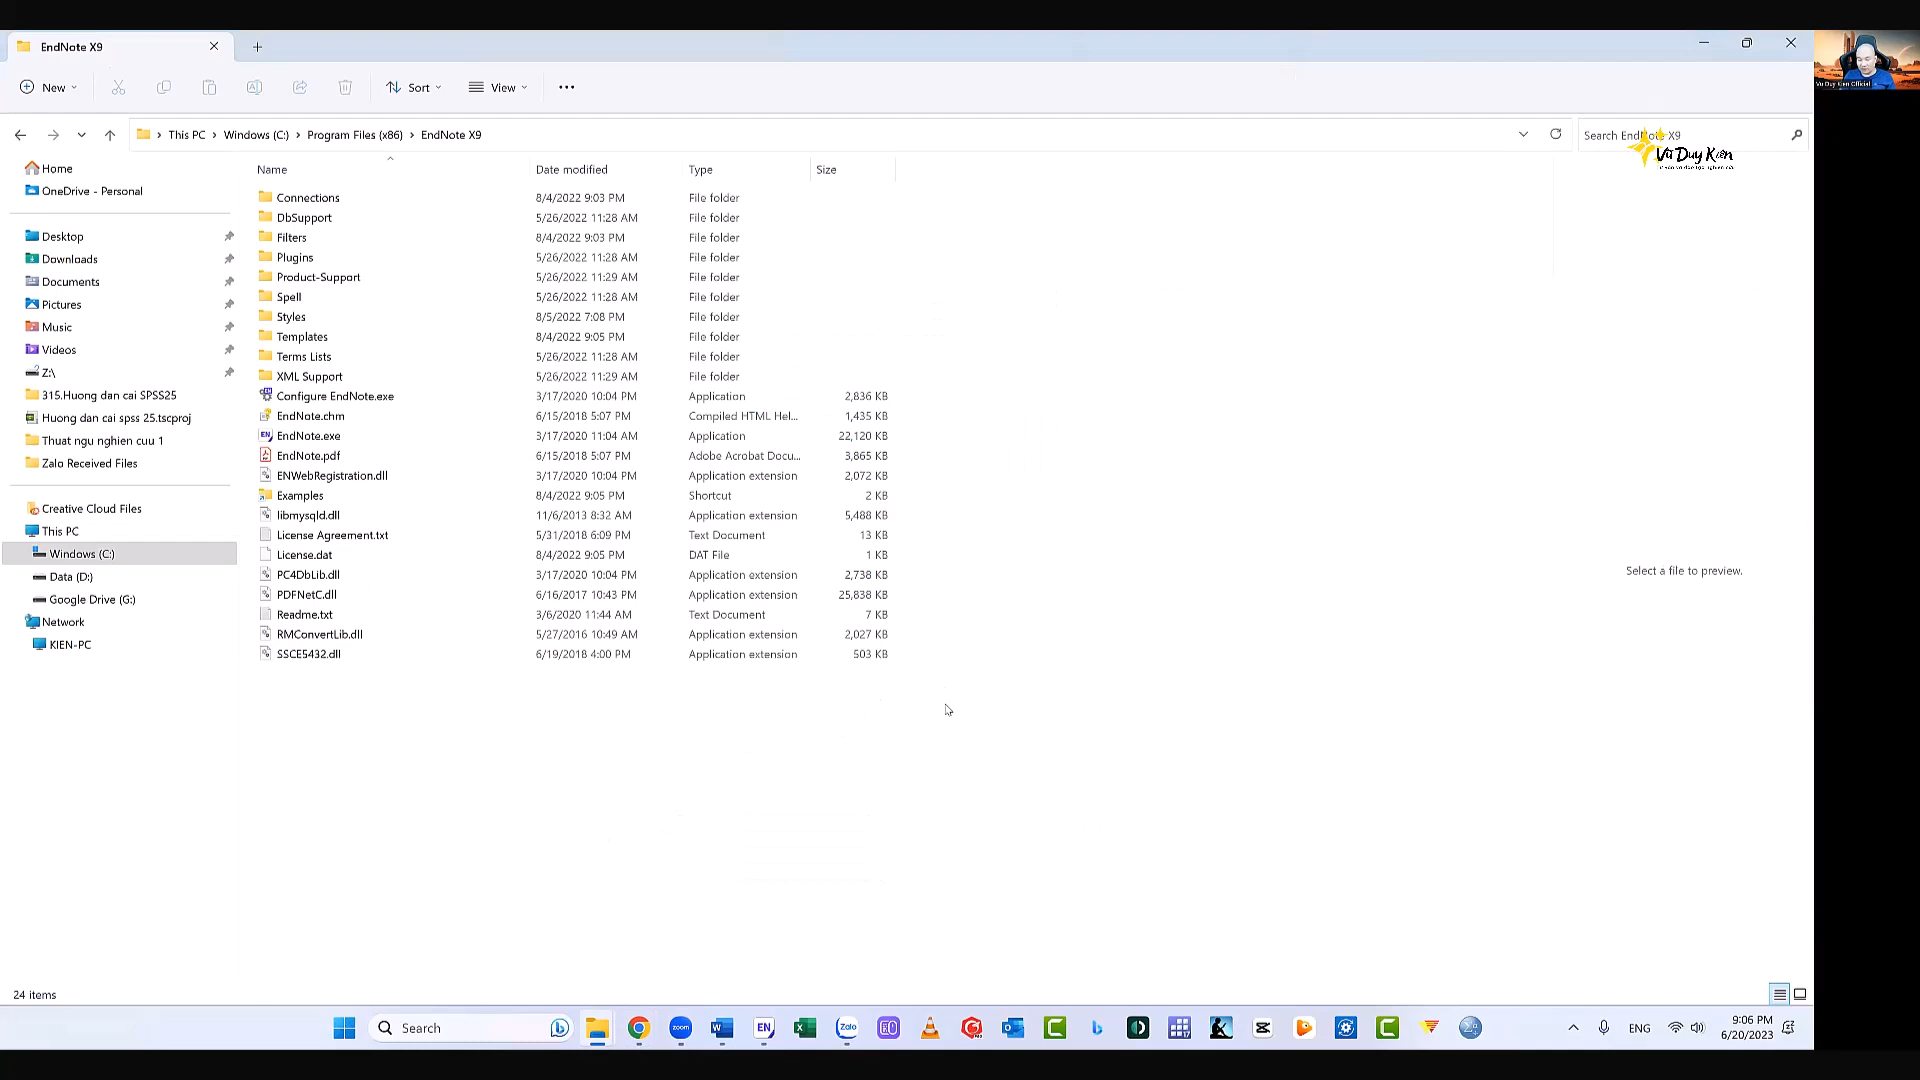 EndNote X9
Vu Duy Kien Official
New
Sort
View
This PC
Windows (C:)
Program Files (x86)
EndNote X9
Search EndNote X9
Vũ Duy Kiên
Home
OneDrive - Personal
Desktop
Downloads
Documents
Pictures
Music
Videos
Z:\
315.Huong dan cai SPSS25
Huong dan cai spss 25.tscproj
Thuat ngu nghien cuu 1
Zalo Received Files
Creative Cloud Files
This PC
Windows (C:)
Data (D:)
Google Drive (G:)
Network
KIEN-PC
Name Date modified Type Size
Connections 8/4/2022 9:03 PM File folder
DbSupport 5/26/2022 11:28 AM File folder
Filters 8/4/2022 9:03 PM File folder
Plugins 5/26/2022 11:28 AM File folder
Product-Support 5/26/2022 11:29 AM File folder
Spell 5/26/2022 11:28 AM File folder
Styles 8/5/2022 7:08 PM File folder
Templates 8/4/2022 9:05 PM File folder
Terms Lists 5/26/2022 11:28 AM File folder
XML Support 5/26/2022 11:29 AM File folder
Configure EndNote.exe 3/17/2020 10:04 PM Application 2,836 KB
EndNote.chm 6/15/2018 5:07 PM Compiled HTML Hel... 1,435 KB
EndNote.exe 3/17/2020 11:04 AM Application 22,120 KB
EndNote.pdf 6/15/2018 5:07 PM Adobe Acrobat Docu... 3,865 KB
ENWebRegistration.dll 3/17/2020 10:04 PM Application extension 2,072 KB
Examples 8/4/2022 9:05 PM Shortcut 2 KB
libmysqld.dll 11/6/2013 8:32 AM Application extension 5,488 KB
License Agreement.txt 5/31/2018 6:09 PM Text Document 13 KB
License.dat 8/4/2022 9:05 PM DAT File 1 KB
PC4DbLib.dll 3/17/2020 10:04 PM Application extension 2,738 KB
PDFNetC.dll 6/16/2017 10:43 PM Application extension 25,838 KB
Readme.txt 3/6/2020 11:44 AM Text Document 7 KB
RMConvertLib.dll 5/27/2016 10:49 AM Application extension 2,027 KB
SSCE5432.dll 6/19/2018 4:00 PM Application extension 503 KB
Select a file to preview.
24 items
Search
zoom
EN
Zalo
ENG
9:06 PM
6/20/2023